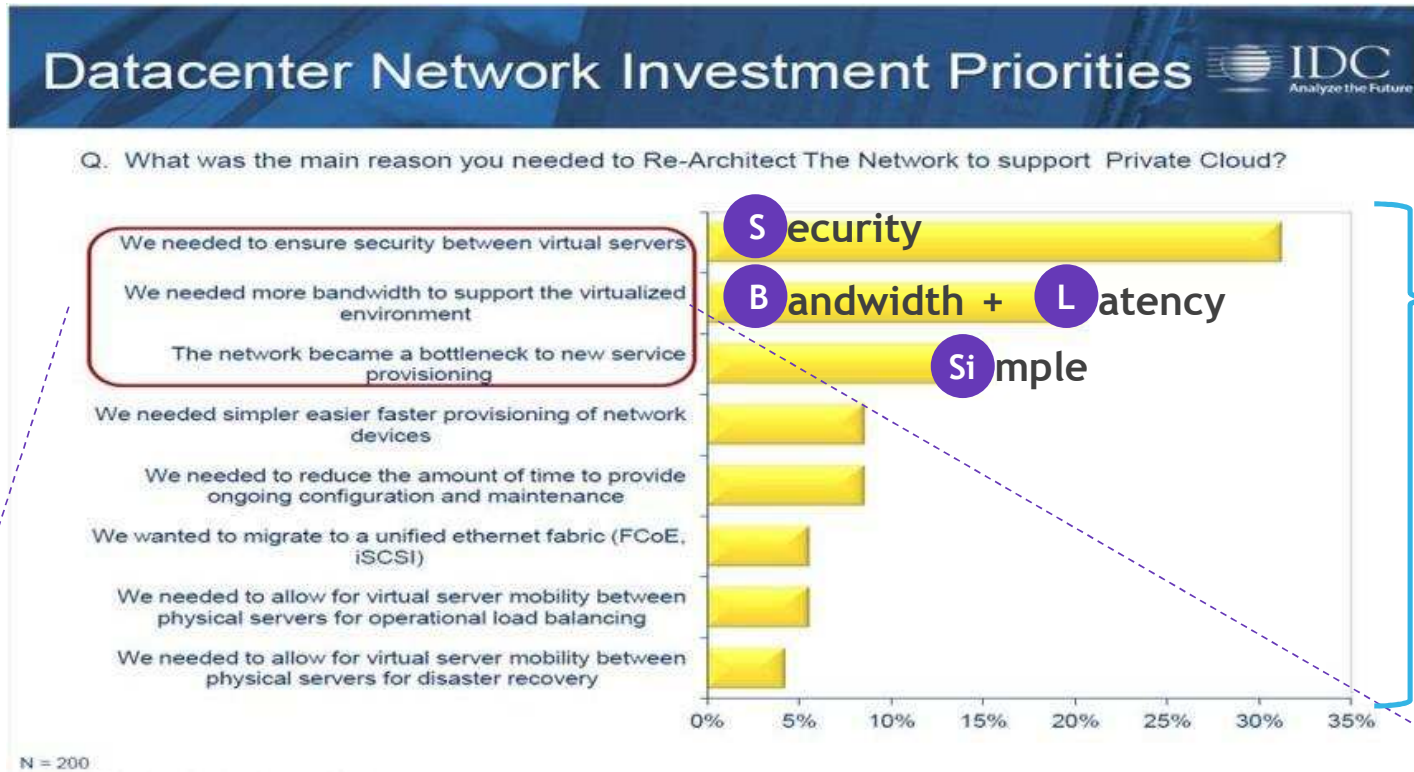 Datacenter Network Investment Priorities
IDC
Analyze the Future
Q. What was the main reason you needed to Re-Architect The Network to support Private Cloud?
We needed to ensure security between virtual servers
Security
We needed more bandwidth to support the virtualized
environment
Bandwidth + Latency
The network became a bottleneck to new service
provisioning
Simple
We needed simpler easier faster provisioning of network
devices
We needed to reduce the amount of time to provide
ongoing configuration and maintenance
We wanted to migrate to a unified ethernet fabric (FCoE,
iSCSI)
We needed to allow for virtual server mobility between
physical servers for operational load balancing
We needed to allow for virtual server mobility between
physical servers for disaster recovery
0% 5% 10% 15% 20% 25% 30% 35%
N = 200